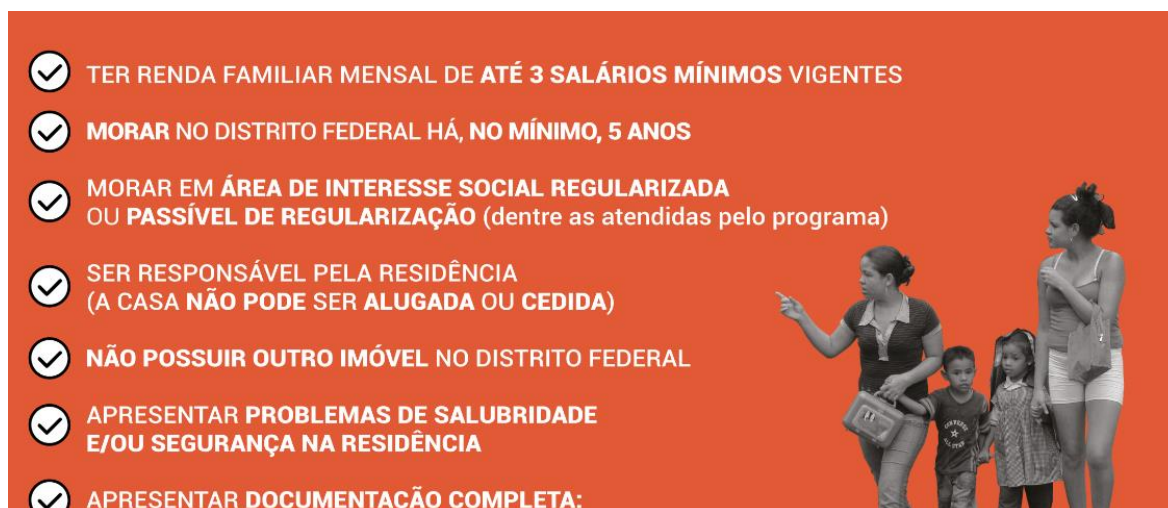 TER RENDA FAMILIAR MENSAL DE ATÉ 3 SALÁRIOS MÍNIMOS VIGENTES
MORAR NO DISTRITO FEDERAL HÁ, NO MÍNIMO, 5 ANOS
MORAR EM ÁREA DE INTERESSE SOCIAL REGULARIZADA
OU PASSÍVEL DE REGULARIZAÇÃO (dentre as atendidas pelo programa)
SER RESPONSÁVEL PELA RESIDÊNCIA
(A CASA NÃO PODE SER ALUGADA OU CEDIDA)
NÃO POSSUIR OUTRO IMÓVEL NO DISTRITO FEDERAL
APRESENTAR PROBLEMAS DE SALUBRIDADE
E/OU SEGURANÇA NA RESIDÊNCIA
APRESENTAR DOCUMENTAÇÃO COMPLETA:
CONVERSE
ALL STAR